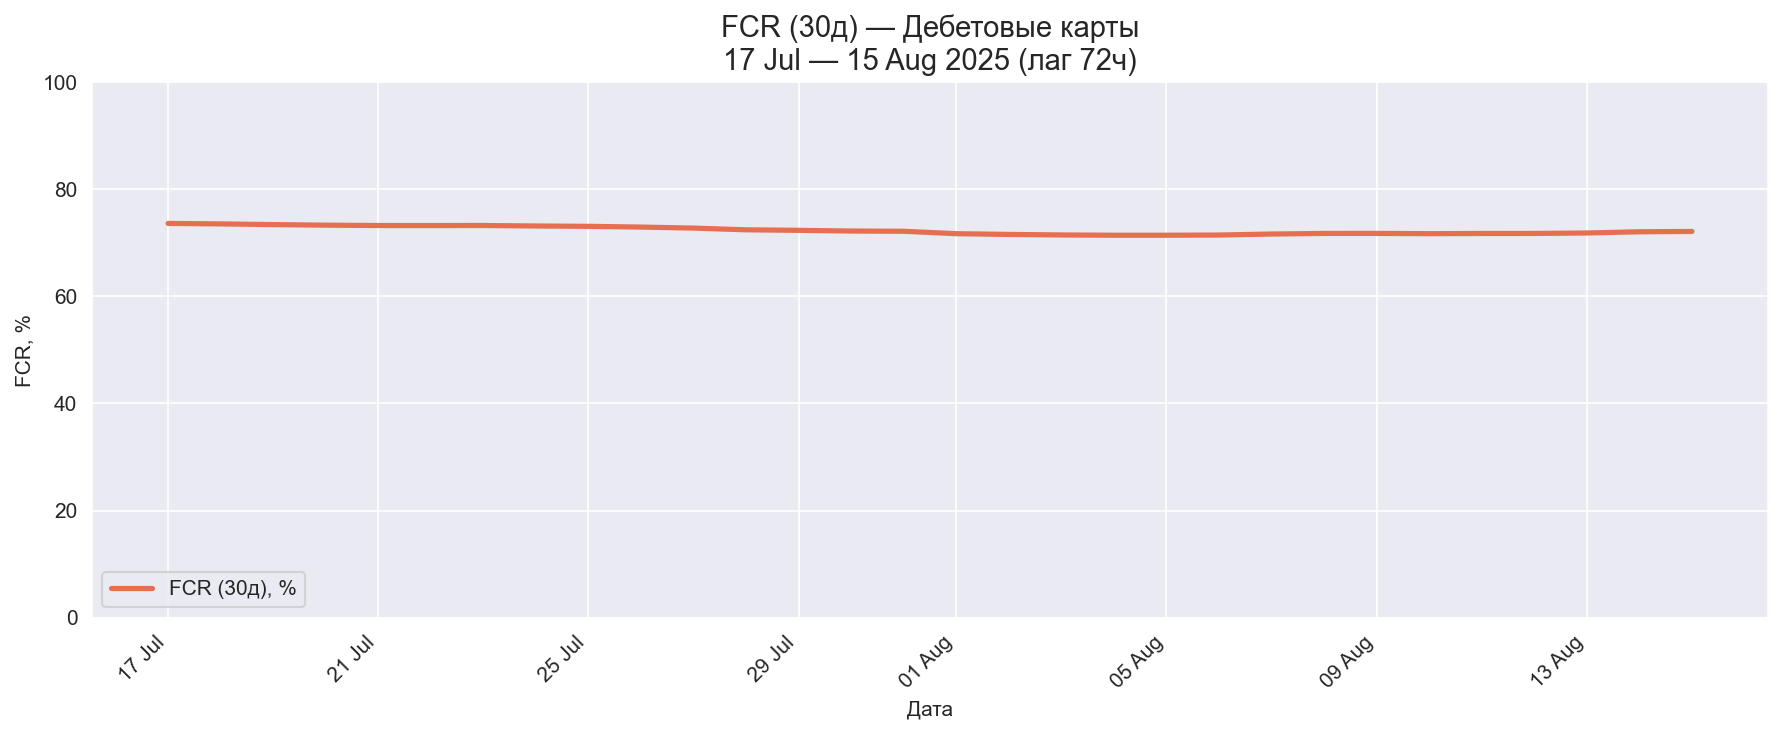 FCR (30д) — Дебетовые карты
17 Jul — 15 Aug 2025 (лаг 72ч)
100
80
60
40
20
0
FCR, %
FCR (30д), %
17 Jul
21 Jul
25 Jul
29 Jul
01 Aug
05 Aug
09 Aug
13 Aug
Дата